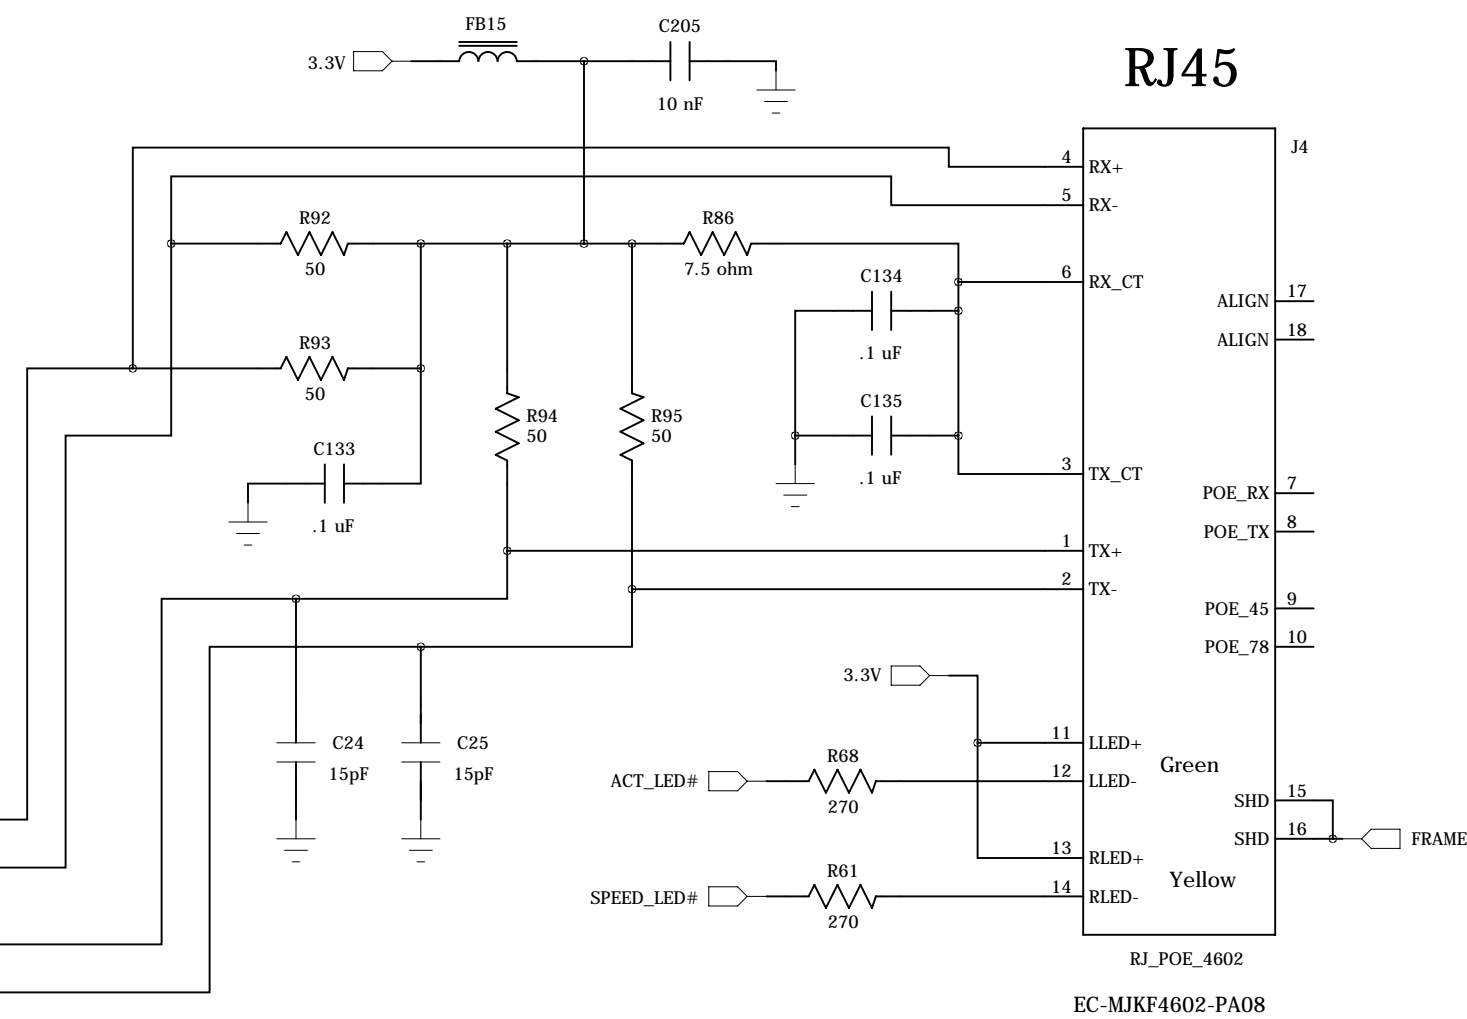 FB15
C205
3.3V
10 nF
RJ45
J4
4
RX+
5
RX-
R92
50
R86
7.5 ohm
6
RX_CT
C134
.1 uF
ALIGN
17
ALIGN
18
R93
50
C135
.1 uF
R94
50
R95
50
C133
.1 uF
3
TX_CT
POE_RX
7
POE_TX
8
1
TX+
2
TX-
POE_45
9
POE_78
10
3.3V
C24
15pF
C25
15pF
11
LLED+
R68
Green
ACT_LED#
12
LLED-
270
SHD
15
SHD
16
FRAME
13
RLED+
R61
Yellow
SPEED_LED#
14
RLED-
270
RJ_POE_4602
EC-MJKF4602-PA08